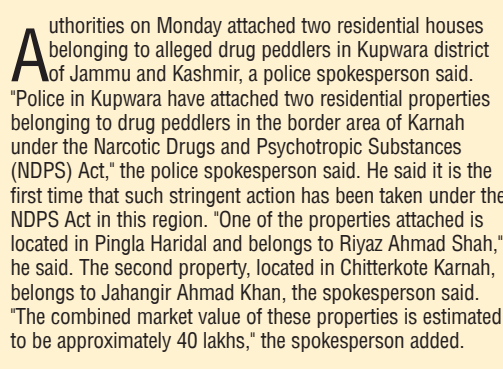 Authorities on Monday attached two residential houses
belonging to alleged drug peddlers in Kupwara district
of Jammu and Kashmir, a police spokesperson said.
"Police in Kupwara have attached two residential properties
belonging to drug peddlers in the border area of Karnah
under the Narcotic Drugs and Psychotropic Substances
(NDPS) Act," the police spokesperson said. He said it is the
first time that such stringent action has been taken under the
NDPS Act in this region. "One of the properties attached is
located in Pingla Haridal and belongs to Riyaz Ahmad Shah,"
he said. The second property, located in Chitterkote Karnah,
belongs to Jahangir Ahmad Khan, the spokesperson said.
"The combined market value of these properties is estimated
to be approximately 40 lakhs," the spokesperson added.